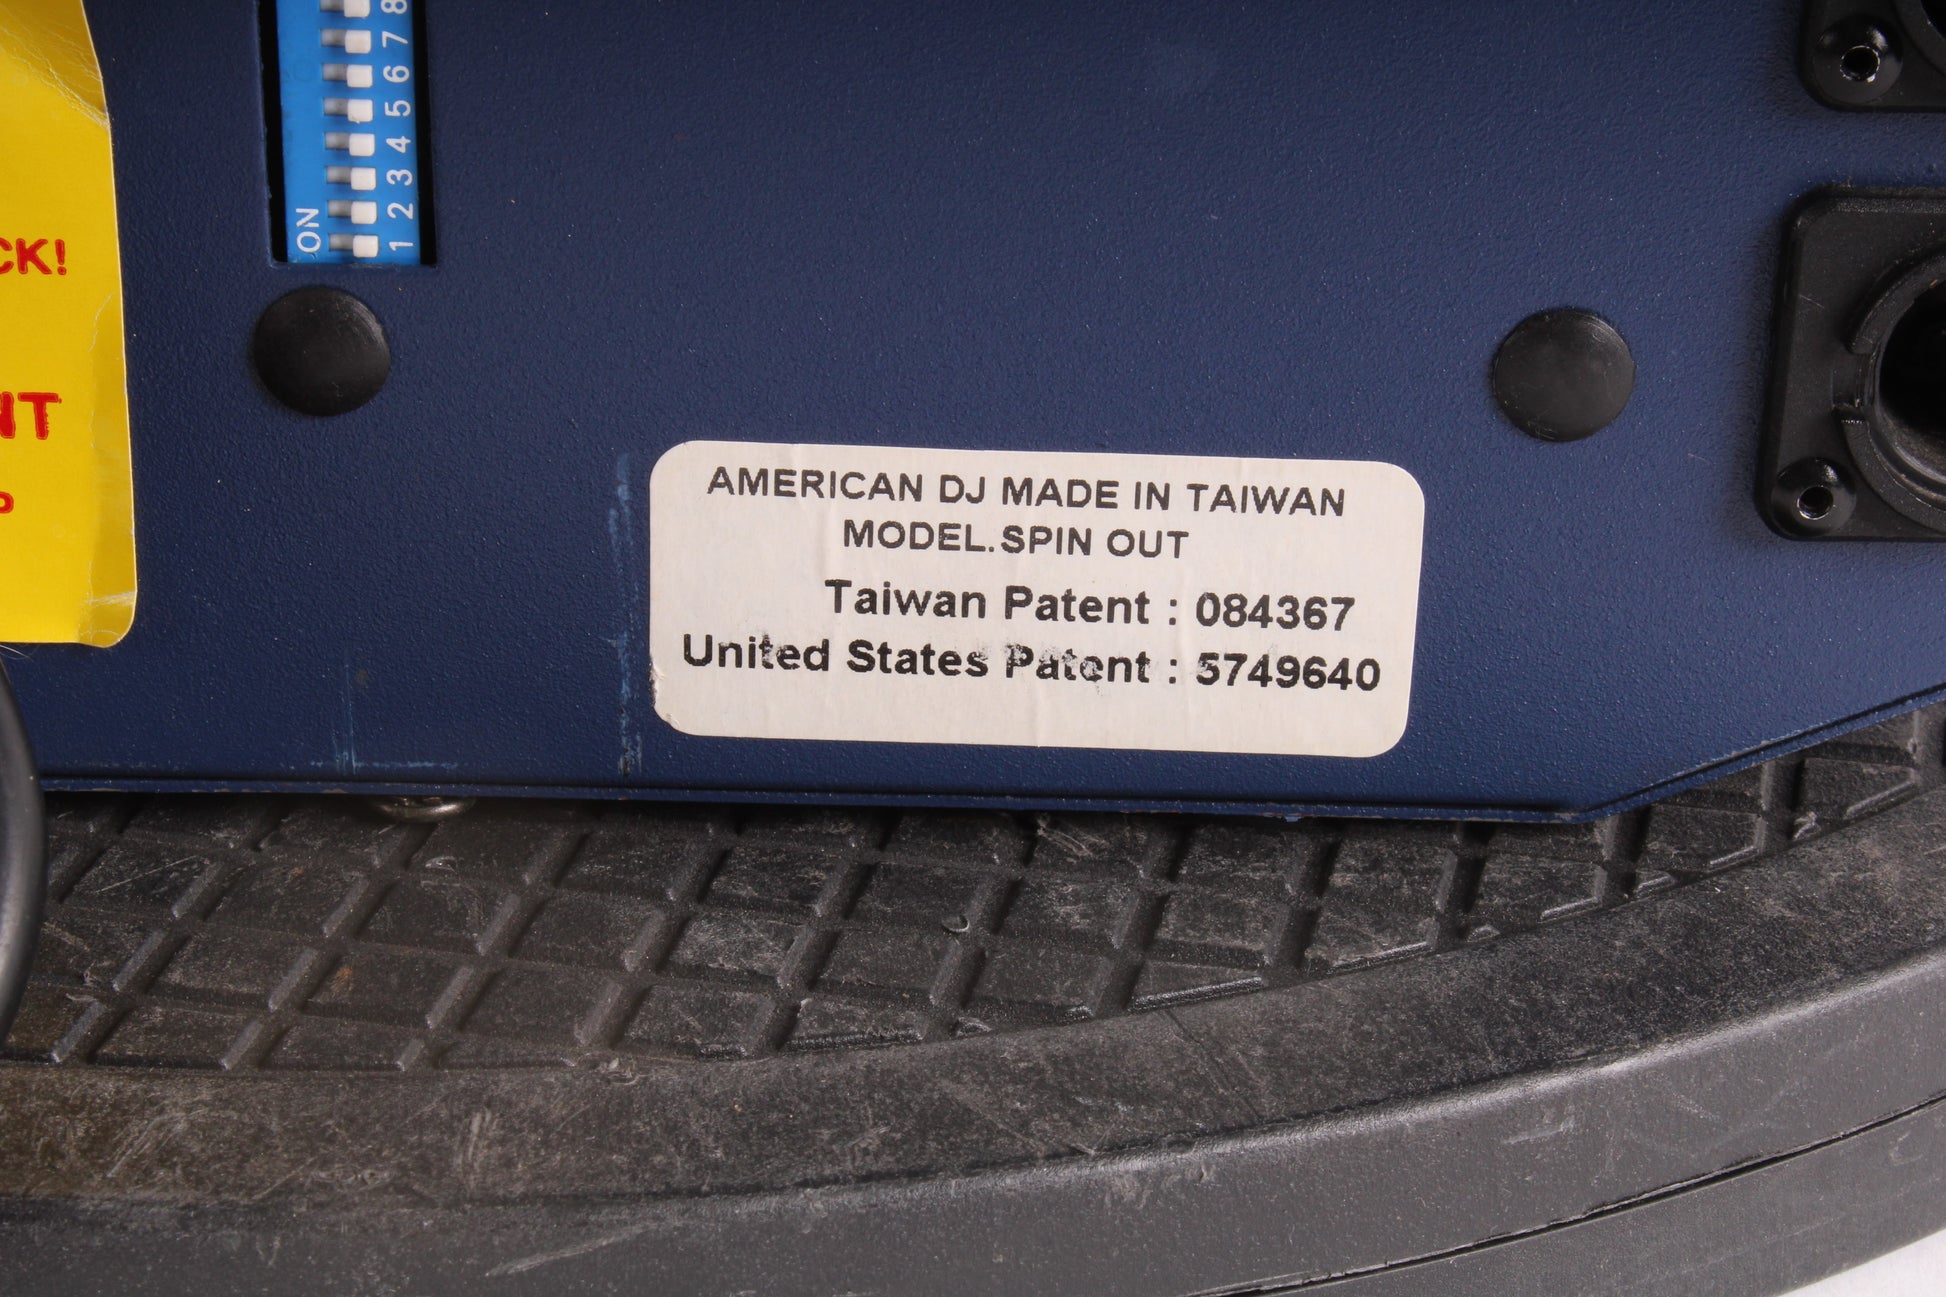 8
7
6
5
4
3
2
1
ON
CK!
NT
P
AMERICAN DJ MADE IN TAIWAN
MODEL.SPIN OUT
Taiwan Patent : 084367
United States Patent : 5749640